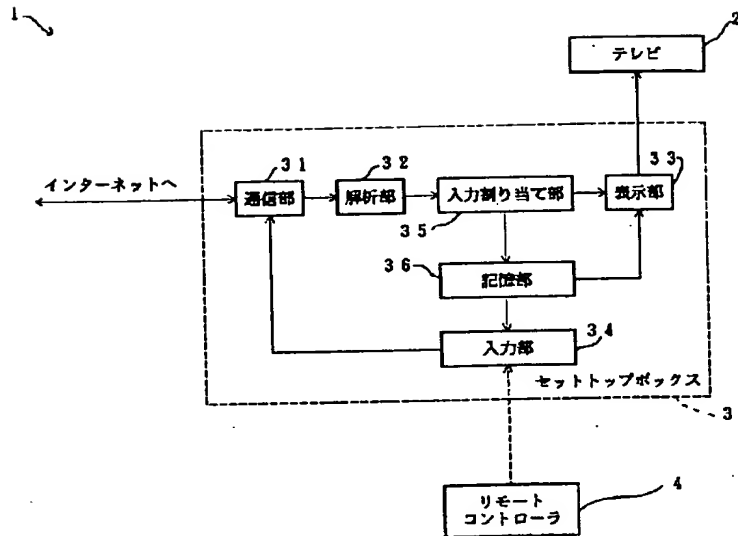 1
2
テレビ
インターネットへ
31
通信部
32
解析部
入力割り当て部
35
33
表示部
36
記憶部
34
入力部
セットトップボックス
3
リモート
コントローラ
4